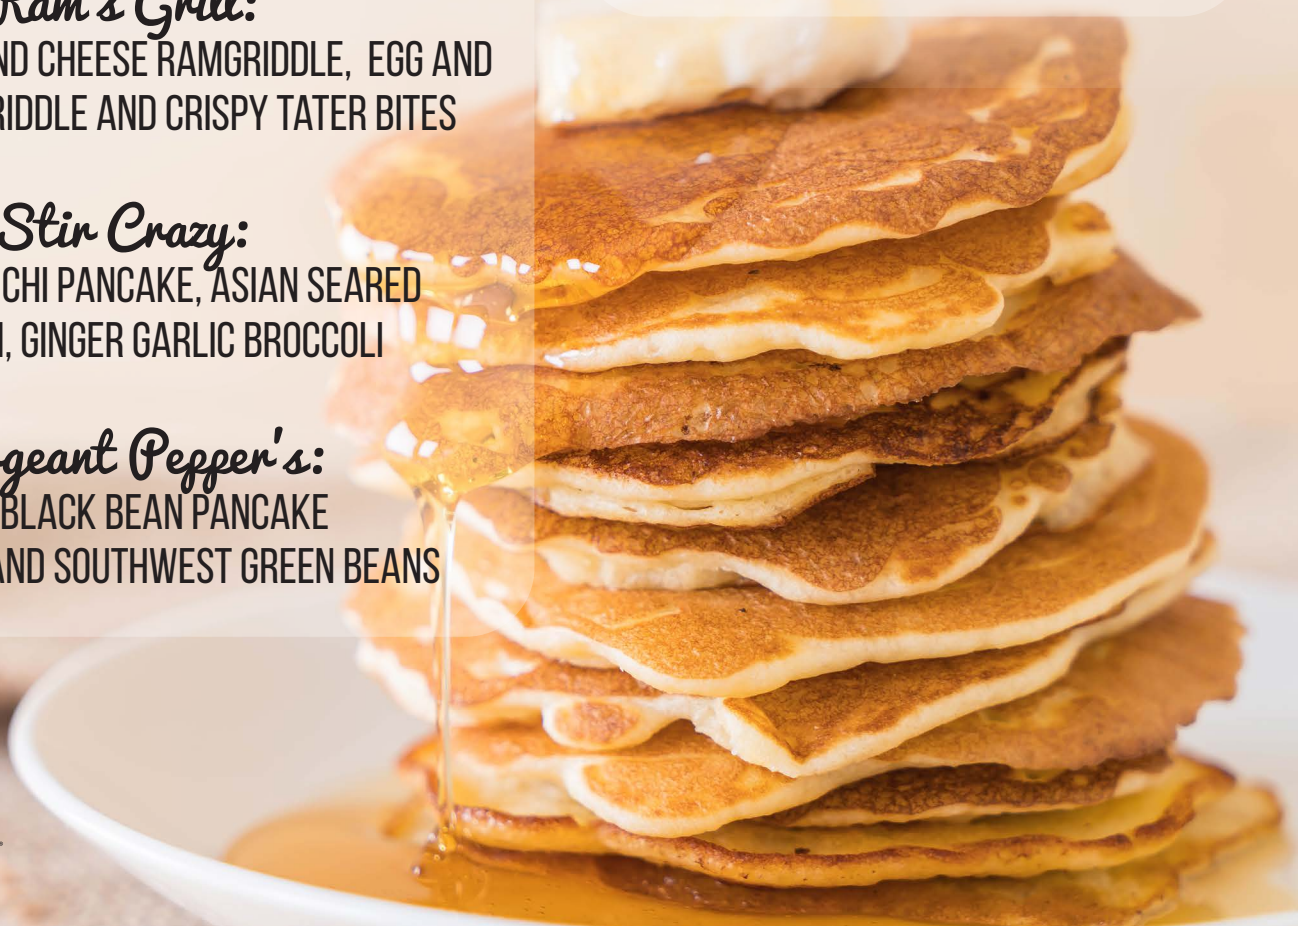 Ram's Grill:
ND CHEESE RAMGRIDDLE, EGG AND
RIDDLE AND CRISPY TATER BITES
Stir Crazy:
CHI PANCAKE, ASIAN SEARED
, GINGER GARLIC BROCCOLI
geant Pepper's:
BLACK BEAN PANCAKE
AND SOUTHWEST GREEN BEANS